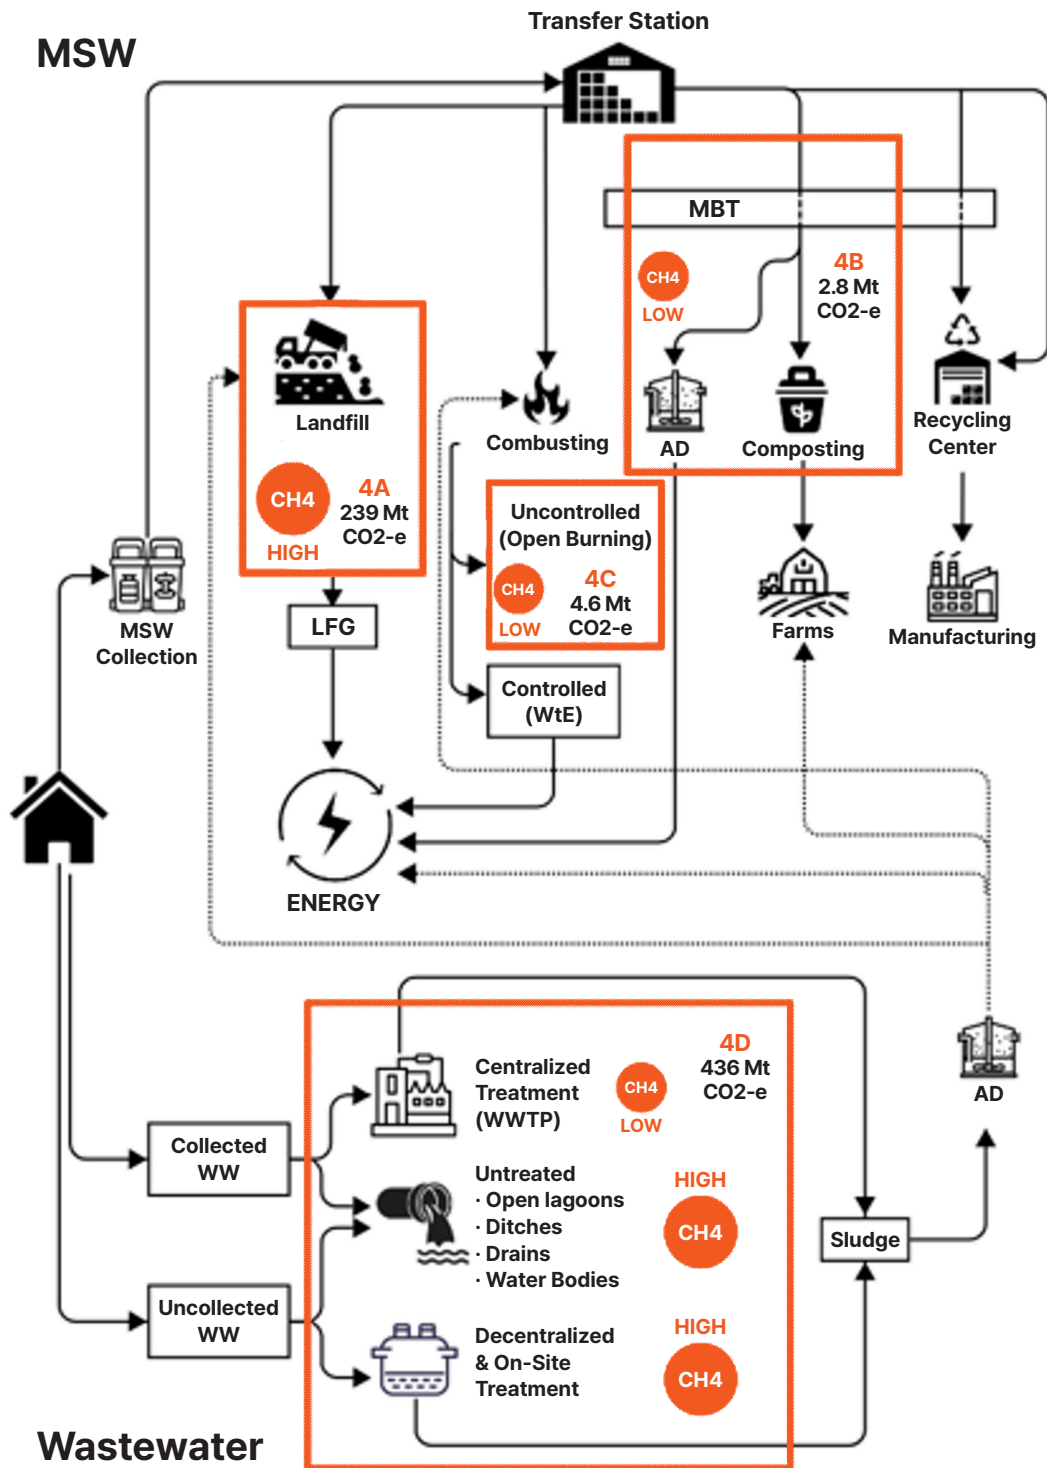 Transfer Station
MSW
MBT
CH4
LOW
4B
2.8 Mt
CO2-e
Landfill
CH4
HIGH
4A
239 Mt
CO2-e
Combusting
AD
Composting
Recycling
Center
Uncontrolled
(Open Burning)
CH4
LOW
4C
4.6 Mt
CO2-e
MSW
Collection
LFG
Farms
Manufacturing
Controlled
(WtE)
ENERGY
Centralized
Treatment
(WWTP)
CH4
LOW
4D
436 Mt
CO2-e
AD
Collected
WW
Untreated
· Open lagoons
· Ditches
· Drains
· Water Bodies
HIGH
CH4
Sludge
Uncollected
WW
Decentralized
& On-Site
Treatment
HIGH
CH4
Wastewater